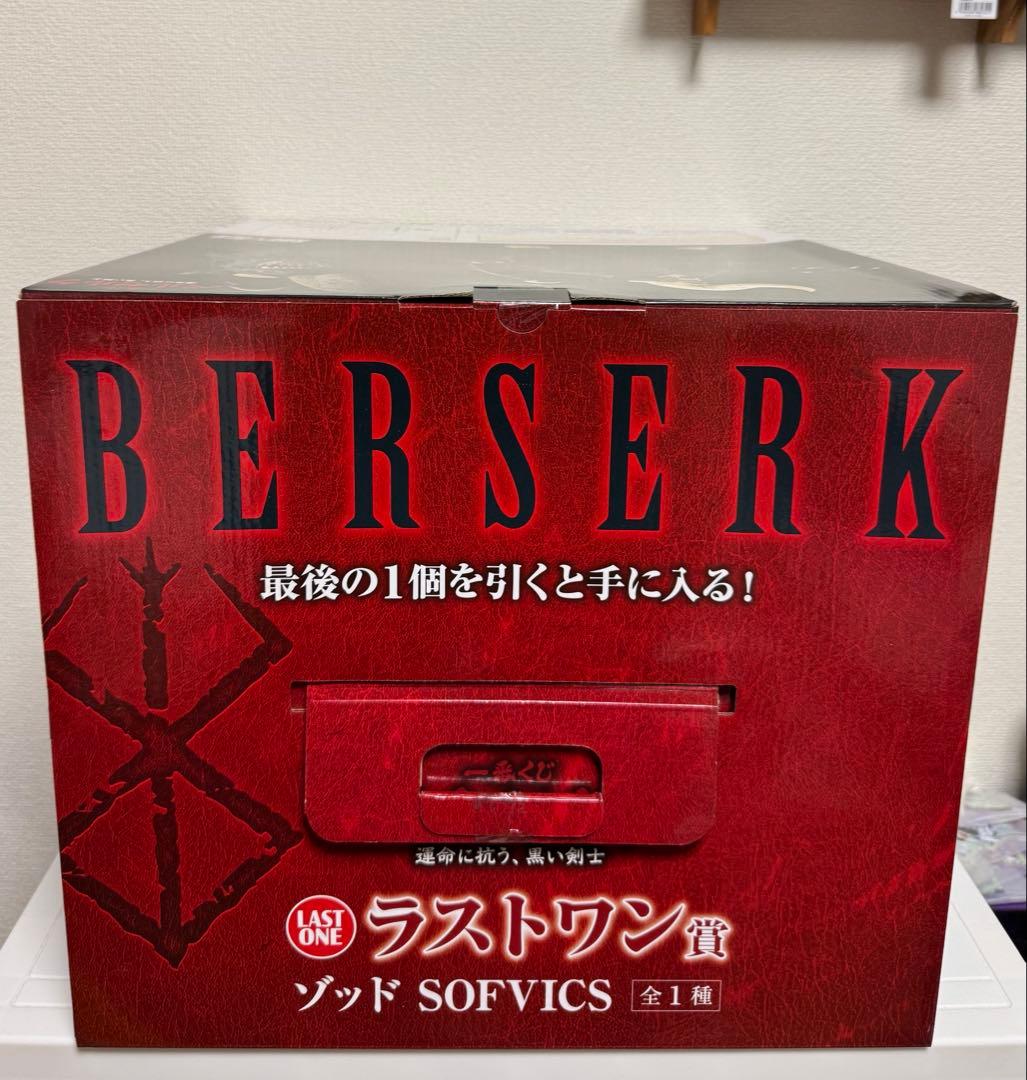 BERSERK
最後の1個を引くと手に入る!
一番くじ
運命に抗う、黒い剣士
LAST ONE ラストワン賞
ゾッド SOFVICS 全1種